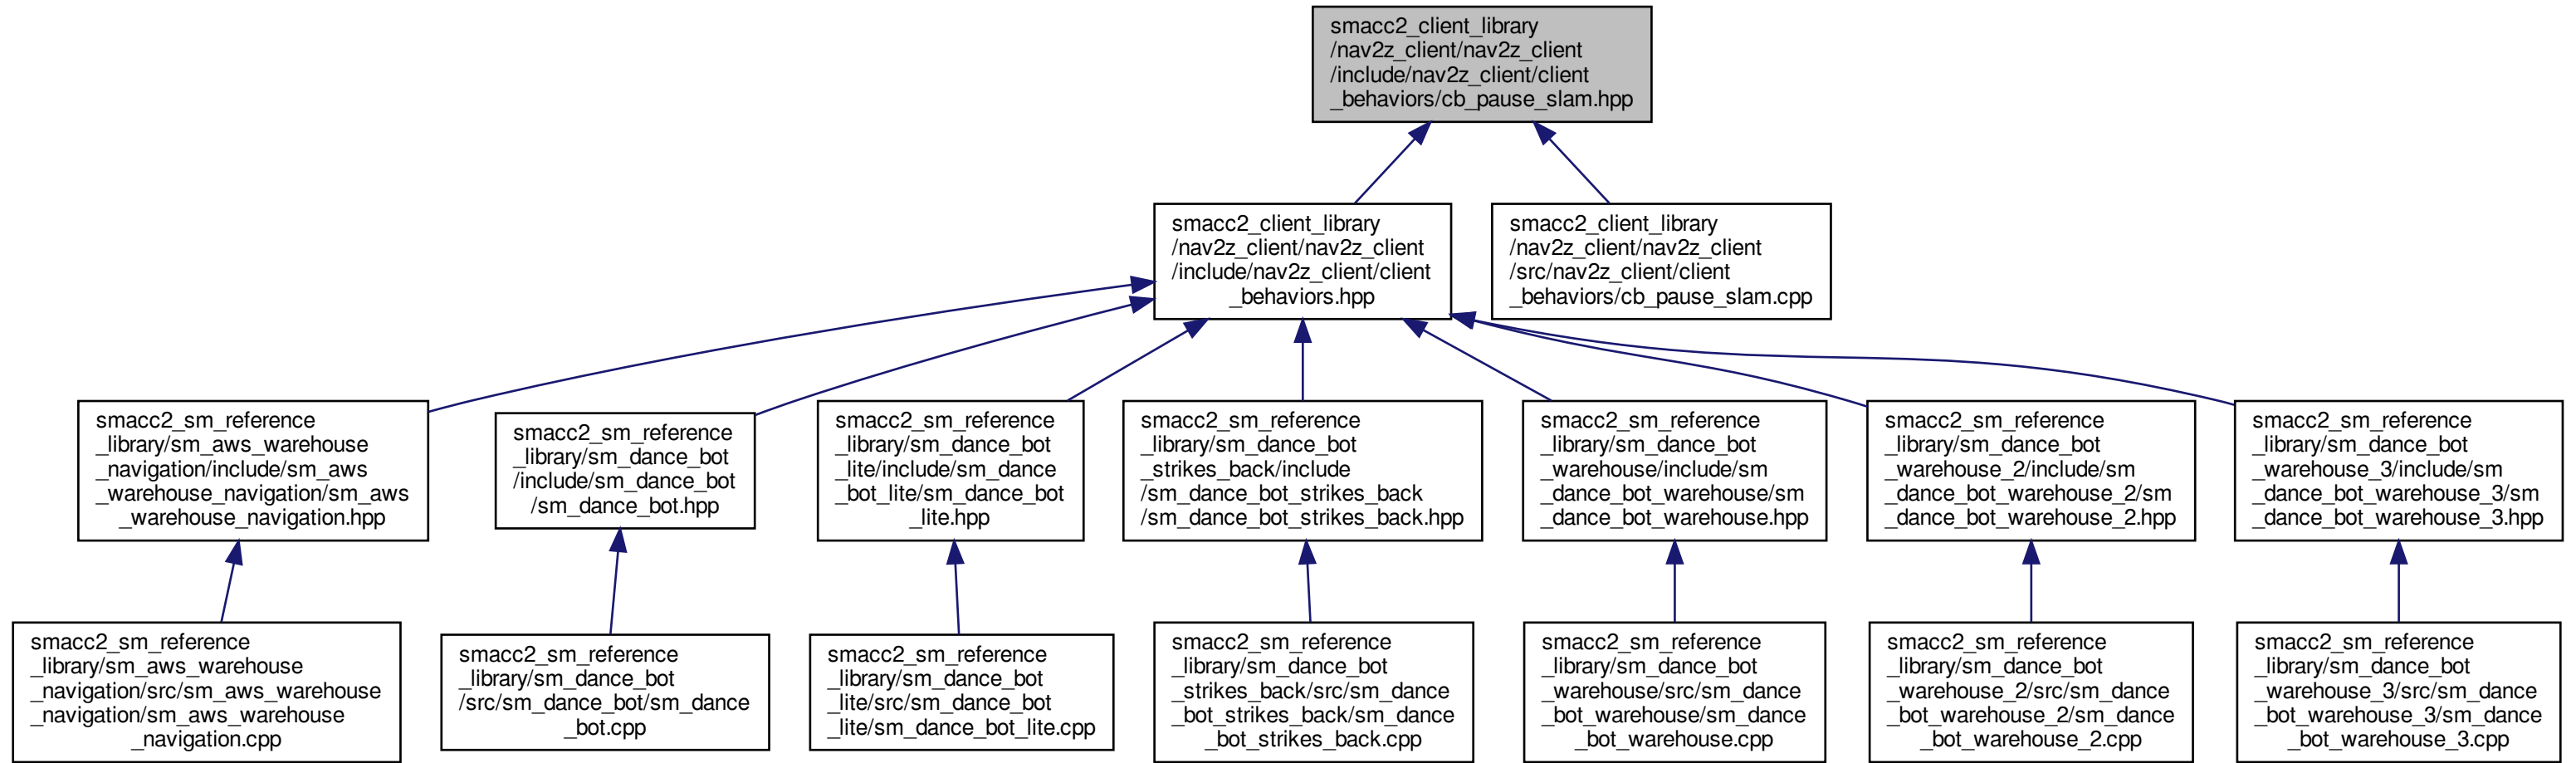 smacc2_client_library
/nav2z_client/nav2z_client
/include/nav2z_client/client
_behaviors/cb_pause_slam.hpp
smacc2_client_library
/nav2z_client/nav2z_client
/include/nav2z_client/client
_behaviors.hpp
smacc2_client_library
/nav2z_client/nav2z_client
/src/nav2z_client/client
_behaviors/cb_pause_slam.cpp
smacc2_sm_reference
_library/sm_aws_warehouse
_navigation/include/sm_aws
_warehouse_navigation/sm_aws
_warehouse_navigation.hpp
smacc2_sm_reference
_library/sm_dance_bot
/include/sm_dance_bot
/sm_dance_bot.hpp
smacc2_sm_reference
_library/sm_dance_bot
_lite/include/sm_dance
_bot_lite/sm_dance_bot
_lite.hpp
smacc2_sm_reference
_library/sm_dance_bot
_strikes_back/include
/sm_dance_bot_strikes_back
/sm_dance_bot_strikes_back.hpp
smacc2_sm_reference
_library/sm_dance_bot
_warehouse/include/sm
_dance_bot_warehouse/sm
_dance_bot_warehouse.hpp
smacc2_sm_reference
_library/sm_dance_bot
_warehouse_2/include/sm
_dance_bot_warehouse_2/sm
_dance_bot_warehouse_2.hpp
smacc2_sm_reference
_library/sm_dance_bot
_warehouse_3/include/sm
_dance_bot_warehouse_3/sm
_dance_bot_warehouse_3.hpp
smacc2_sm_reference
_library/sm_aws_warehouse
_navigation/src/sm_aws_warehouse
_navigation/sm_aws_warehouse
_navigation.cpp
smacc2_sm_reference
_library/sm_dance_bot
/src/sm_dance_bot/sm_dance
_bot.cpp
smacc2_sm_reference
_library/sm_dance_bot
_lite/src/sm_dance_bot
_lite/sm_dance_bot_lite.cpp
smacc2_sm_reference
_library/sm_dance_bot
_strikes_back/src/sm_dance
_bot_strikes_back/sm_dance
_bot_strikes_back.cpp
smacc2_sm_reference
_library/sm_dance_bot
_warehouse/src/sm_dance
_bot_warehouse/sm_dance
_bot_warehouse.cpp
smacc2_sm_reference
_library/sm_dance_bot
_warehouse_2/src/sm_dance
_bot_warehouse_2/sm_dance
_bot_warehouse_2.cpp
smacc2_sm_reference
_library/sm_dance_bot
_warehouse_3/src/sm_dance
_bot_warehouse_3/sm_dance
_bot_warehouse_3.cpp